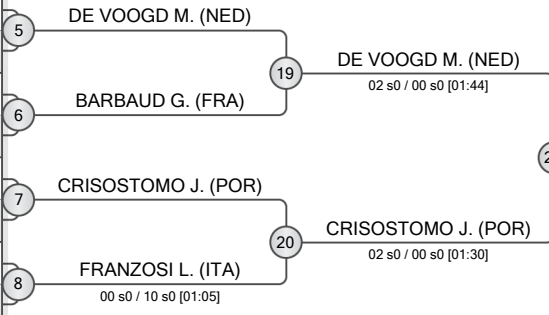 DE VOOGD M. (NED)
5
19
DE VOOGD M. (NED)
02 s0 / 00 s0 [01:44]
6
BARBAUD G. (FRA)
7
CRISOSTOMO J. (POR)
20
CRISOSTOMO J. (POR)
02 s0 / 00 s0 [01:30]
8
FRANZOSI L. (ITA)
00 s0 / 10 s0 [01:05]